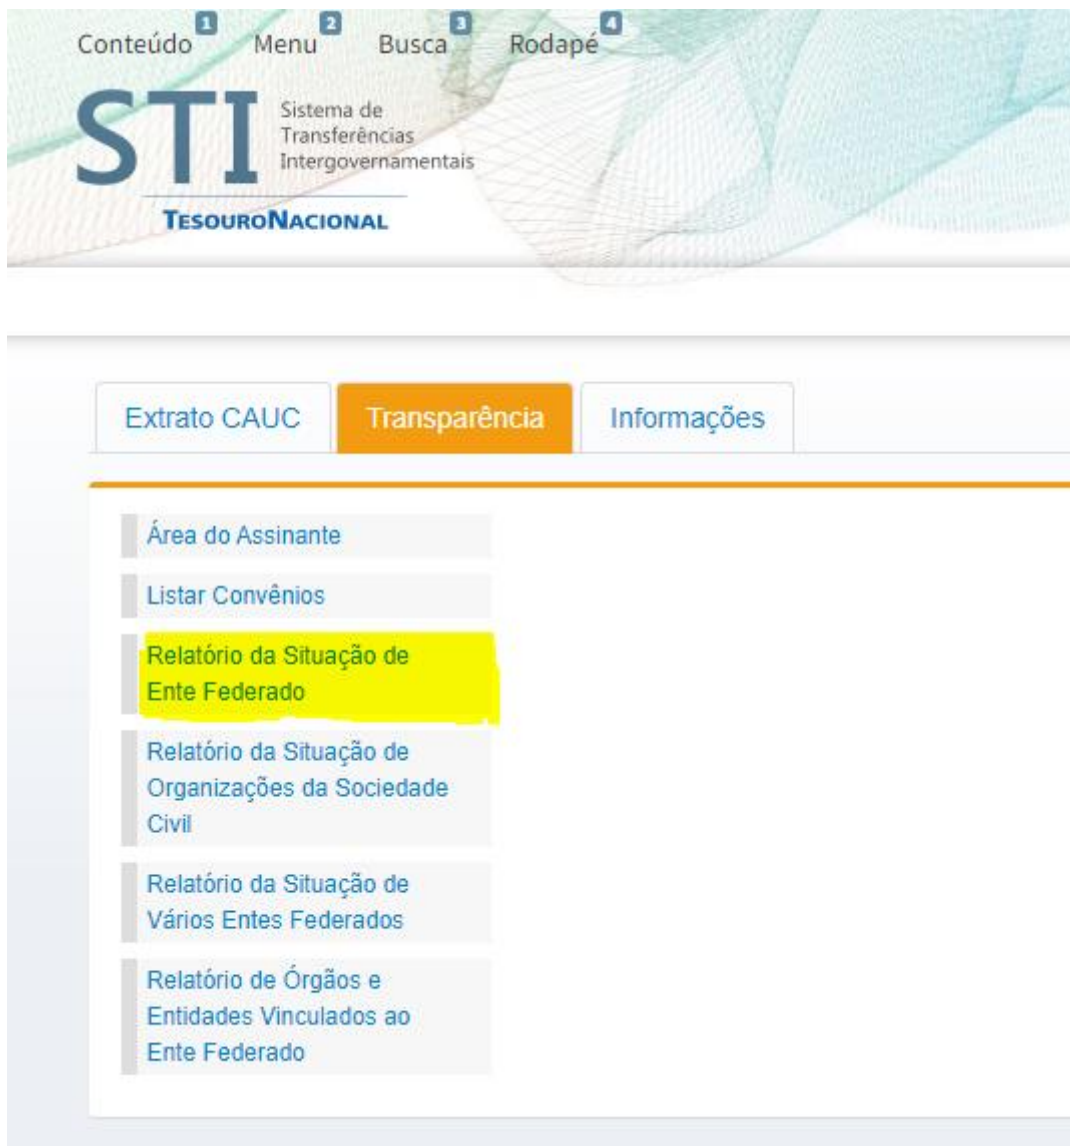 Conteúdo 1 Menu 2 Busca 3 Rodapé 4
STI
Sistema de
Transferências
Intergovernamentais
TESOURONACIONAL
Extrato CAUC Transparência Informações
Área do Assinante
Listar Convênios
Relatório da Situação de
Ente Federado
Relatório da Situação de
Organizações da Sociedade
Civil
Relatório da Situação de
Vários Entes Federados
Relatório de Órgãos e
Entidades Vinculados ao
Ente Federado